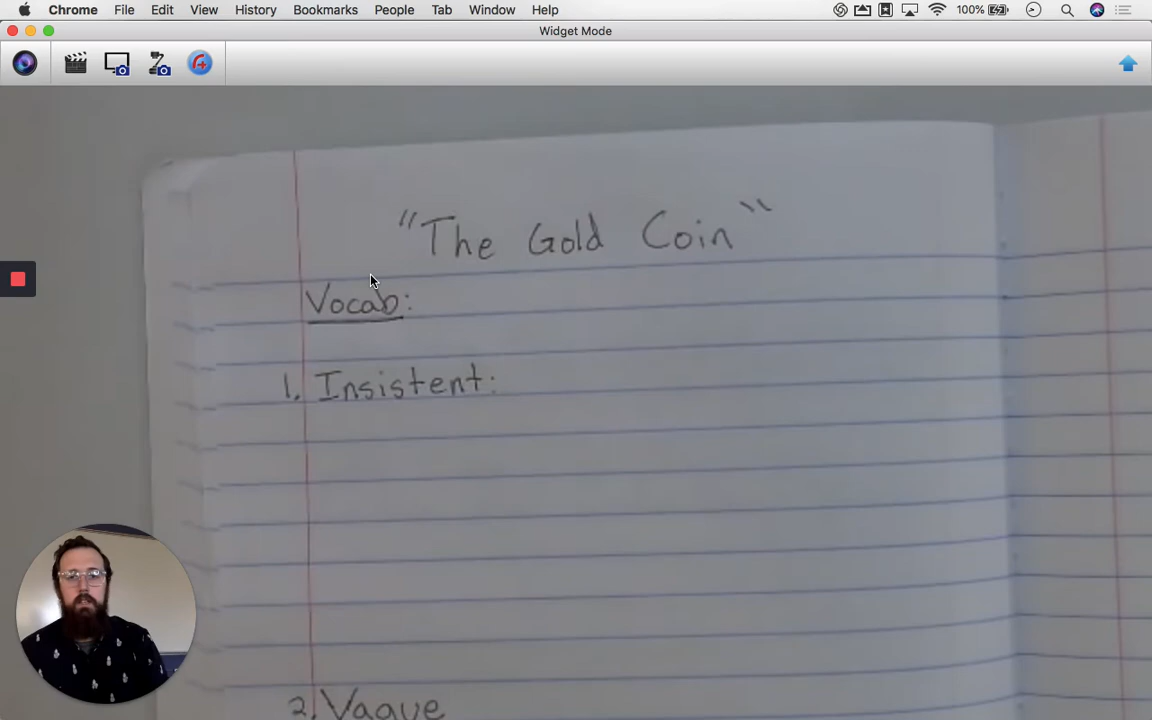 Chrome File Edit View History Bookmarks People Tab Window Help 100%
Widget Mode
"The Gold Coin"
Vocab:
1. Insistent:
2. Vague